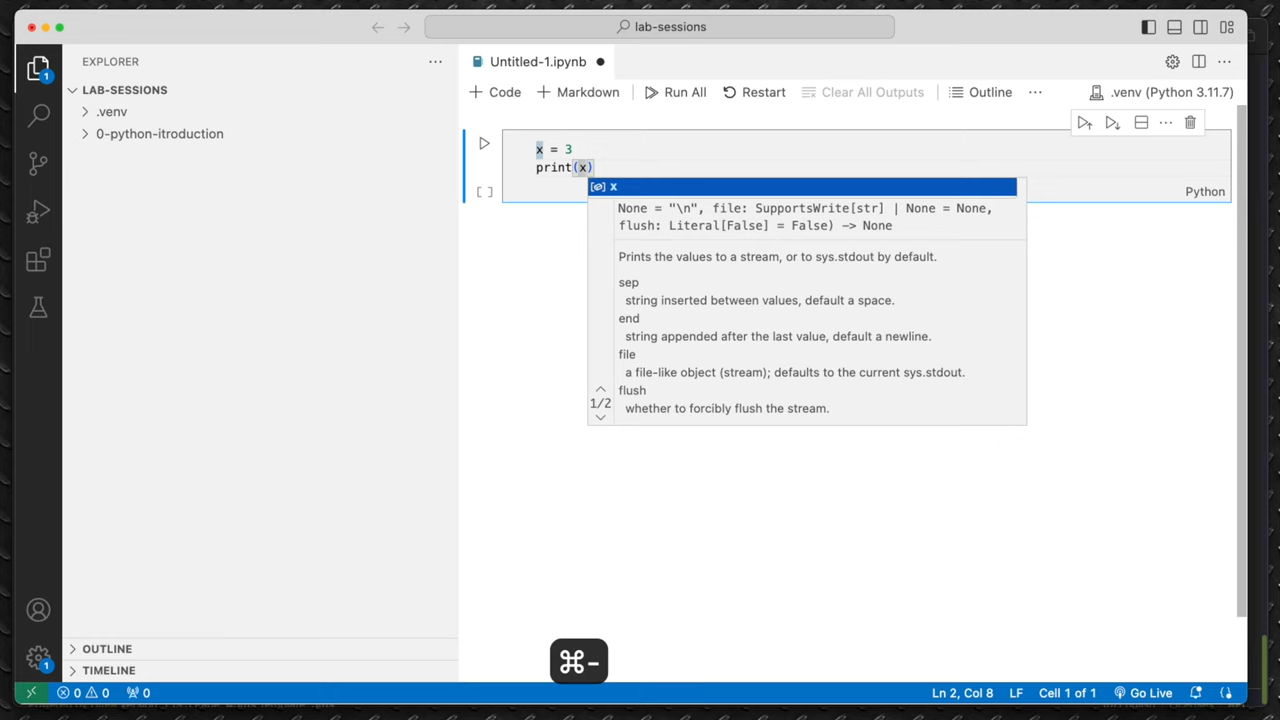 lab-sessions
EXPLORER
Untitled-1.ipynb
LAB-SESSIONS
Code
Markdown
Run All
Restart
Clear All Outputs
Outline
.venv (Python 3.11.7)
.venv
0-python-itroduction
x = 3
print(x)
[ ]
Python
x
None = "\n", file: SupportsWrite[str] | None = None,
flush: Literal[False] = False) -> None
Prints the values to a stream, or to sys.stdout by default.
sep
string inserted between values, default a space.
end
string appended after the last value, default a newline.
file
a file-like object (stream); defaults to the current sys.stdout.
flush
1/2
whether to forcibly flush the stream.
OUTLINE
TIMELINE
⌘-
1
1
0 0 0
Ln 2, Col 8
LF
Cell 1 of 1
Go Live